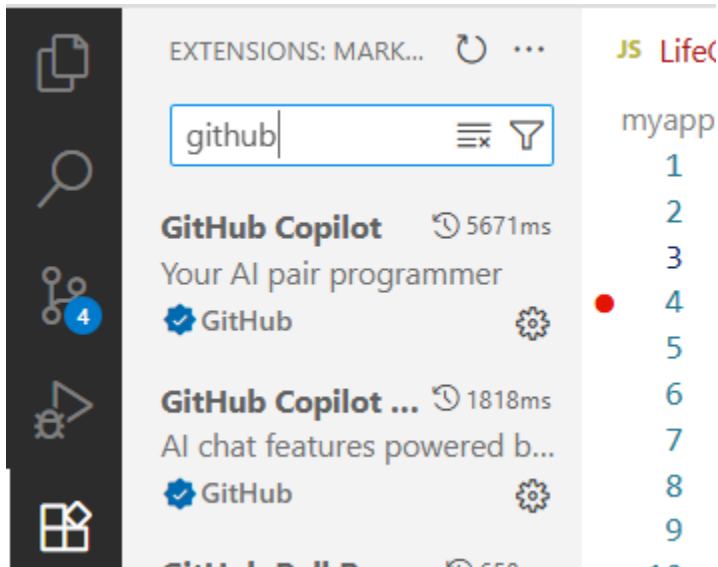 EXTENSIONS: MARK...
github
GitHub Copilot 5671ms
Your AI pair programmer
GitHub
GitHub Copilot ... 1818ms
AI chat features powered b...
GitHub
4
JS Life
myapp
1
2
3
4
5
6
7
8
9